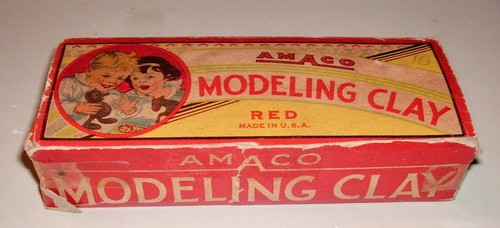 AMACO
MODELING CLAY
RED
MADE IN U.S.A.
AMACO
MODELING CLAY